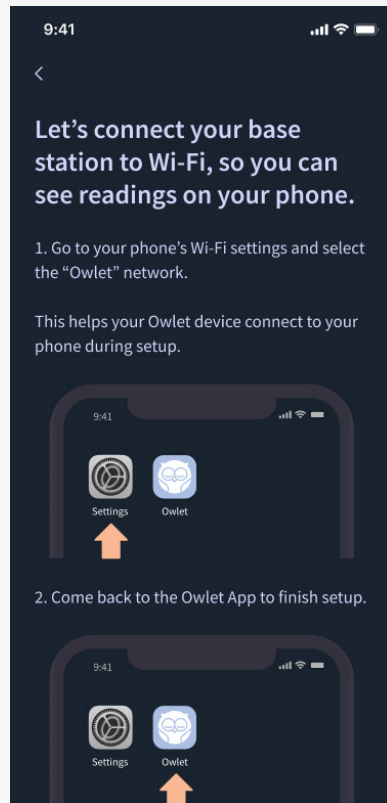 9:41
Let’s connect your base
station to Wi-Fi, so you can
see readings on your phone.
1. Go to your phone’s Wi-Fi settings and select
the “Owlet” network.
This helps your Owlet device connect to your
phone during setup.
9:41
Settings Owlet
2. Come back to the Owlet App to finish setup.
9:41
Settings Owlet